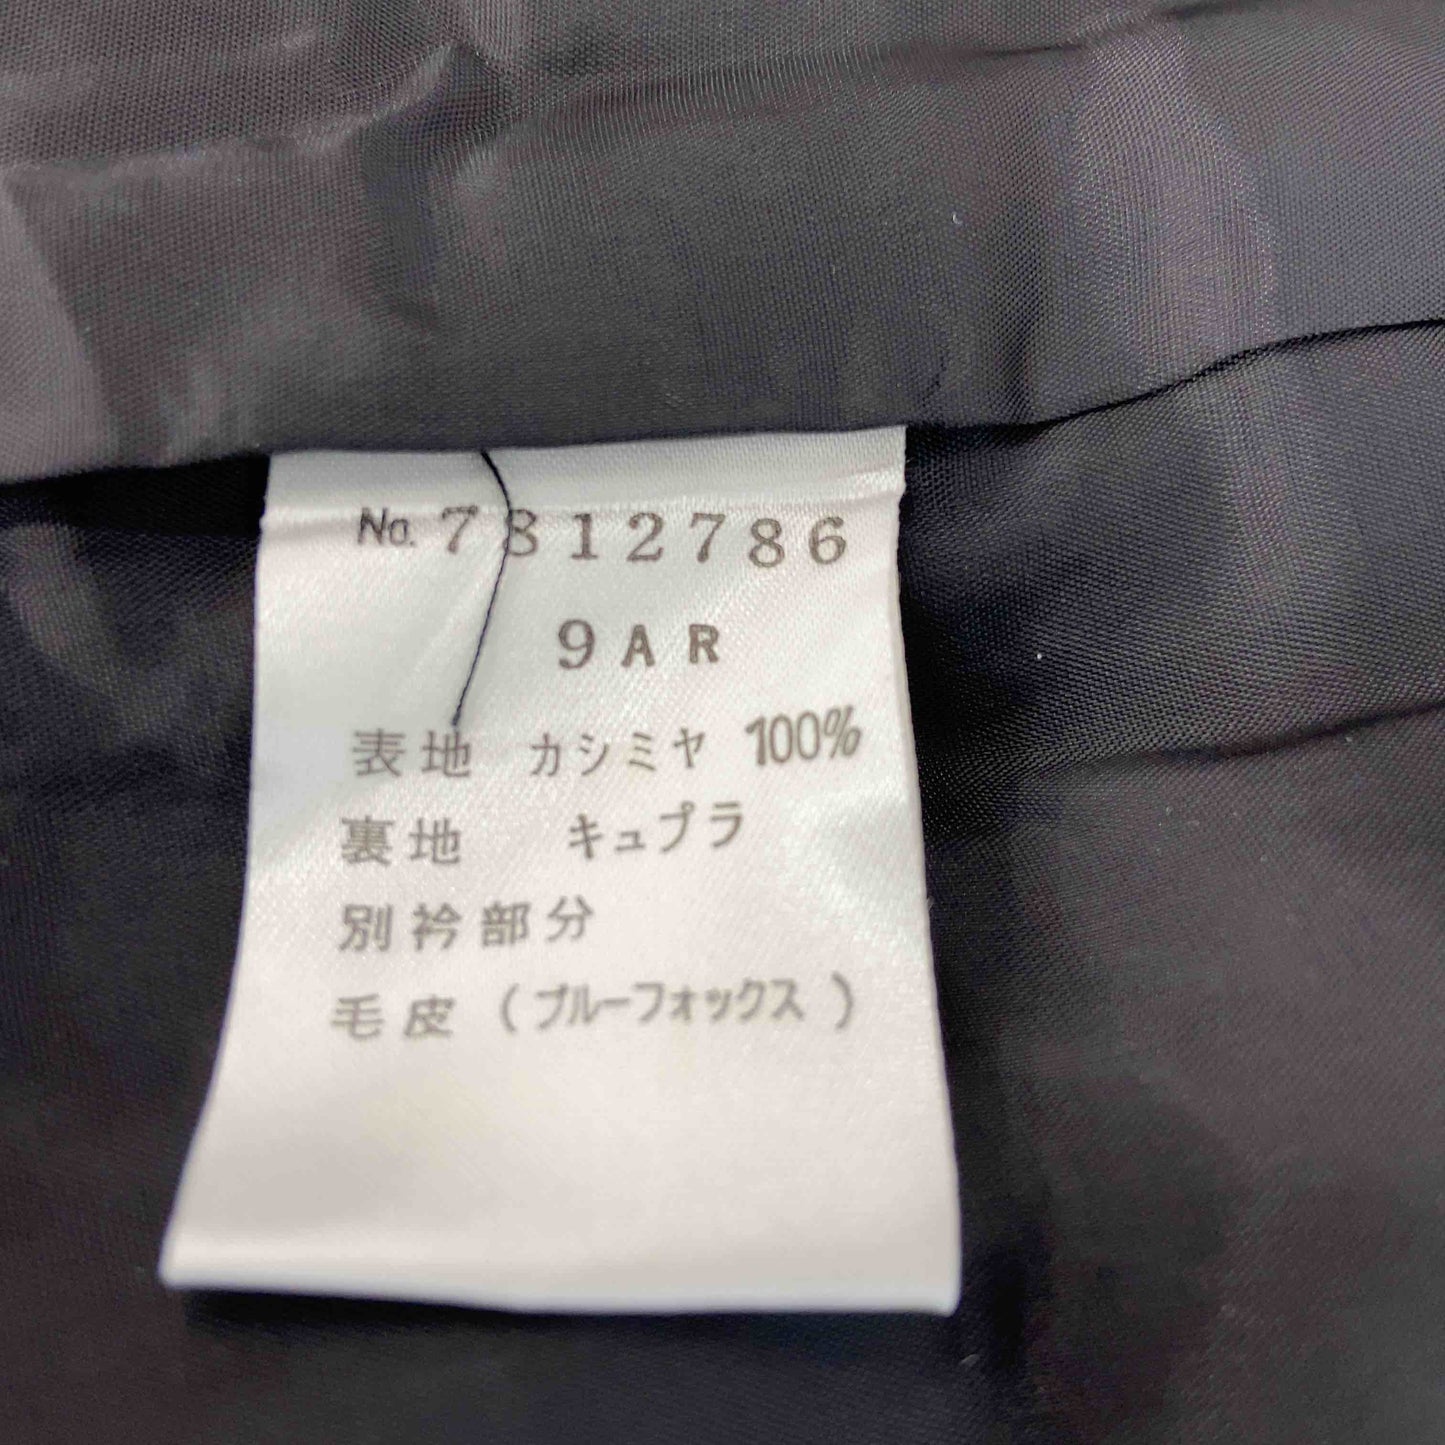 No. 7812786
9AR
表地 カシミヤ 100%
裏地 キュプラ
別衿部分
毛皮 (ブルーフォックス)